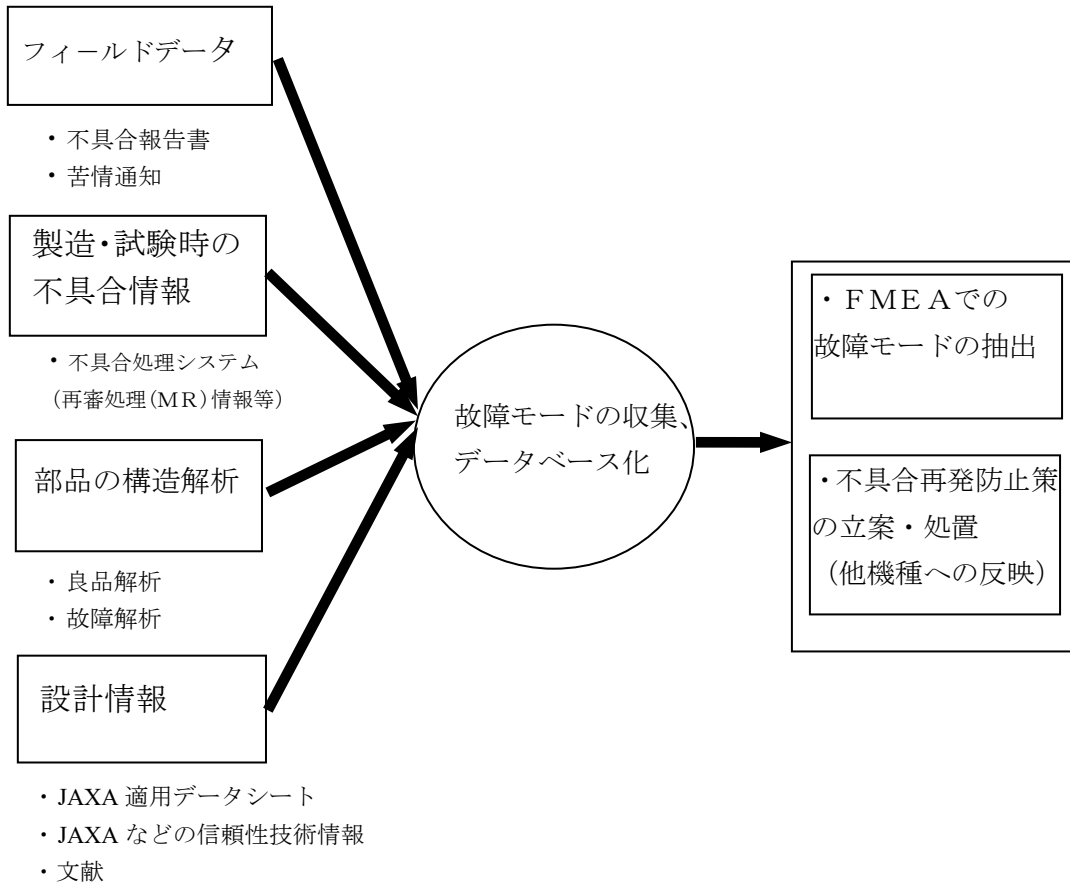 フィールドデータ
・不具合報告書
・苦情通知
製造・試験時の
不具合情報
・不具合処理システム
（再審処理(MR)情報等）
部品の構造解析
・良品解析
・故障解析
設計情報
・JAXA 適用データシート
・JAXA などの信頼性技術情報
・文献
故障モードの収集、
データベース化
・ＦＭＥＡでの
故障モードの抽出
・不具合再発防止策
の立案・処置
（他機種への反映）